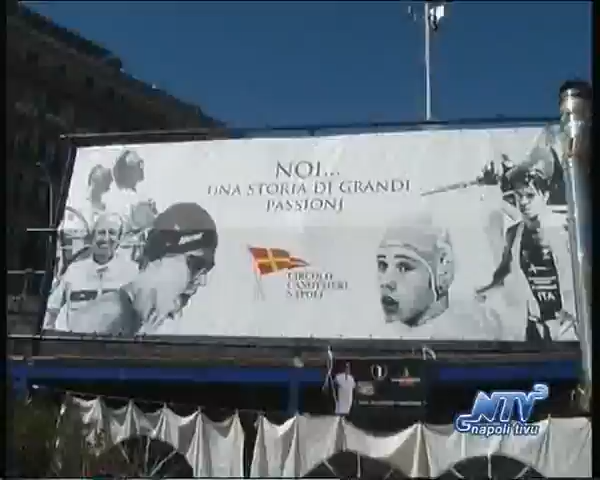 NOI...
UNA STORIA DI GRANDI
PASSIONI
CIRCOLO
CANOTTIERI
NAPOLI
ITA
NTV
napoli tivu